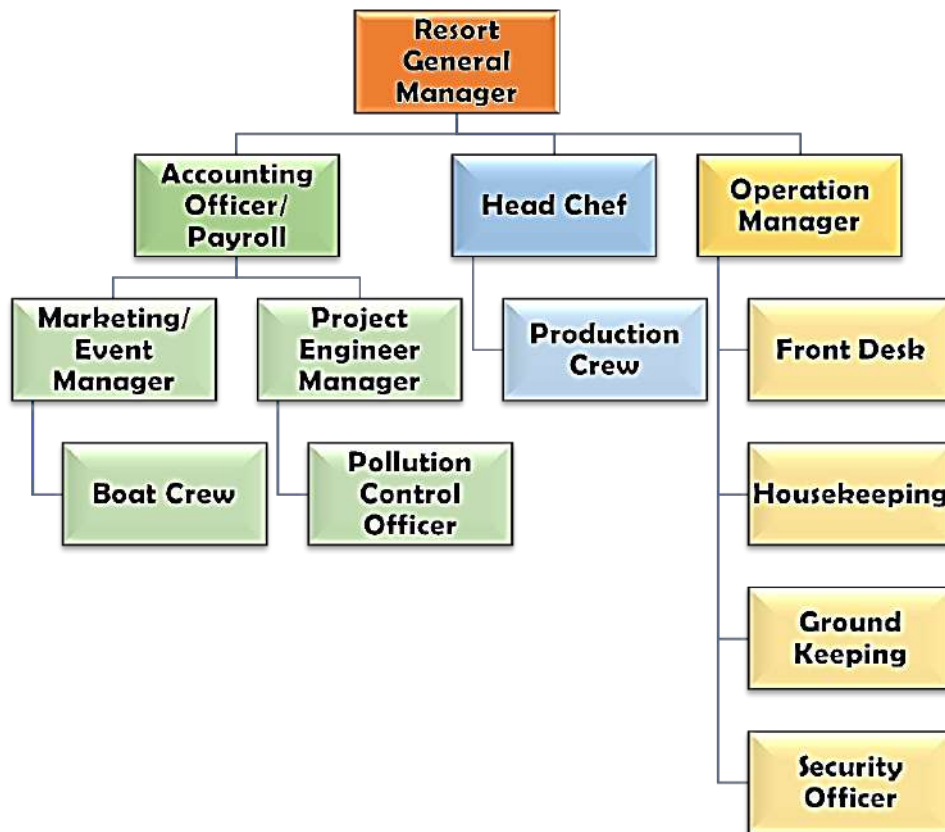 Resort
General
Manager
Accounting
Officer/
Payroll
Head Chef
Operation
Manager
Marketing/
Event
Manager
Project
Engineer
Manager
Production
Crew
Front Desk
Boat Crew
Pollution
Control
Officer
Housekeeping
Ground
Keeping
Security
Officer